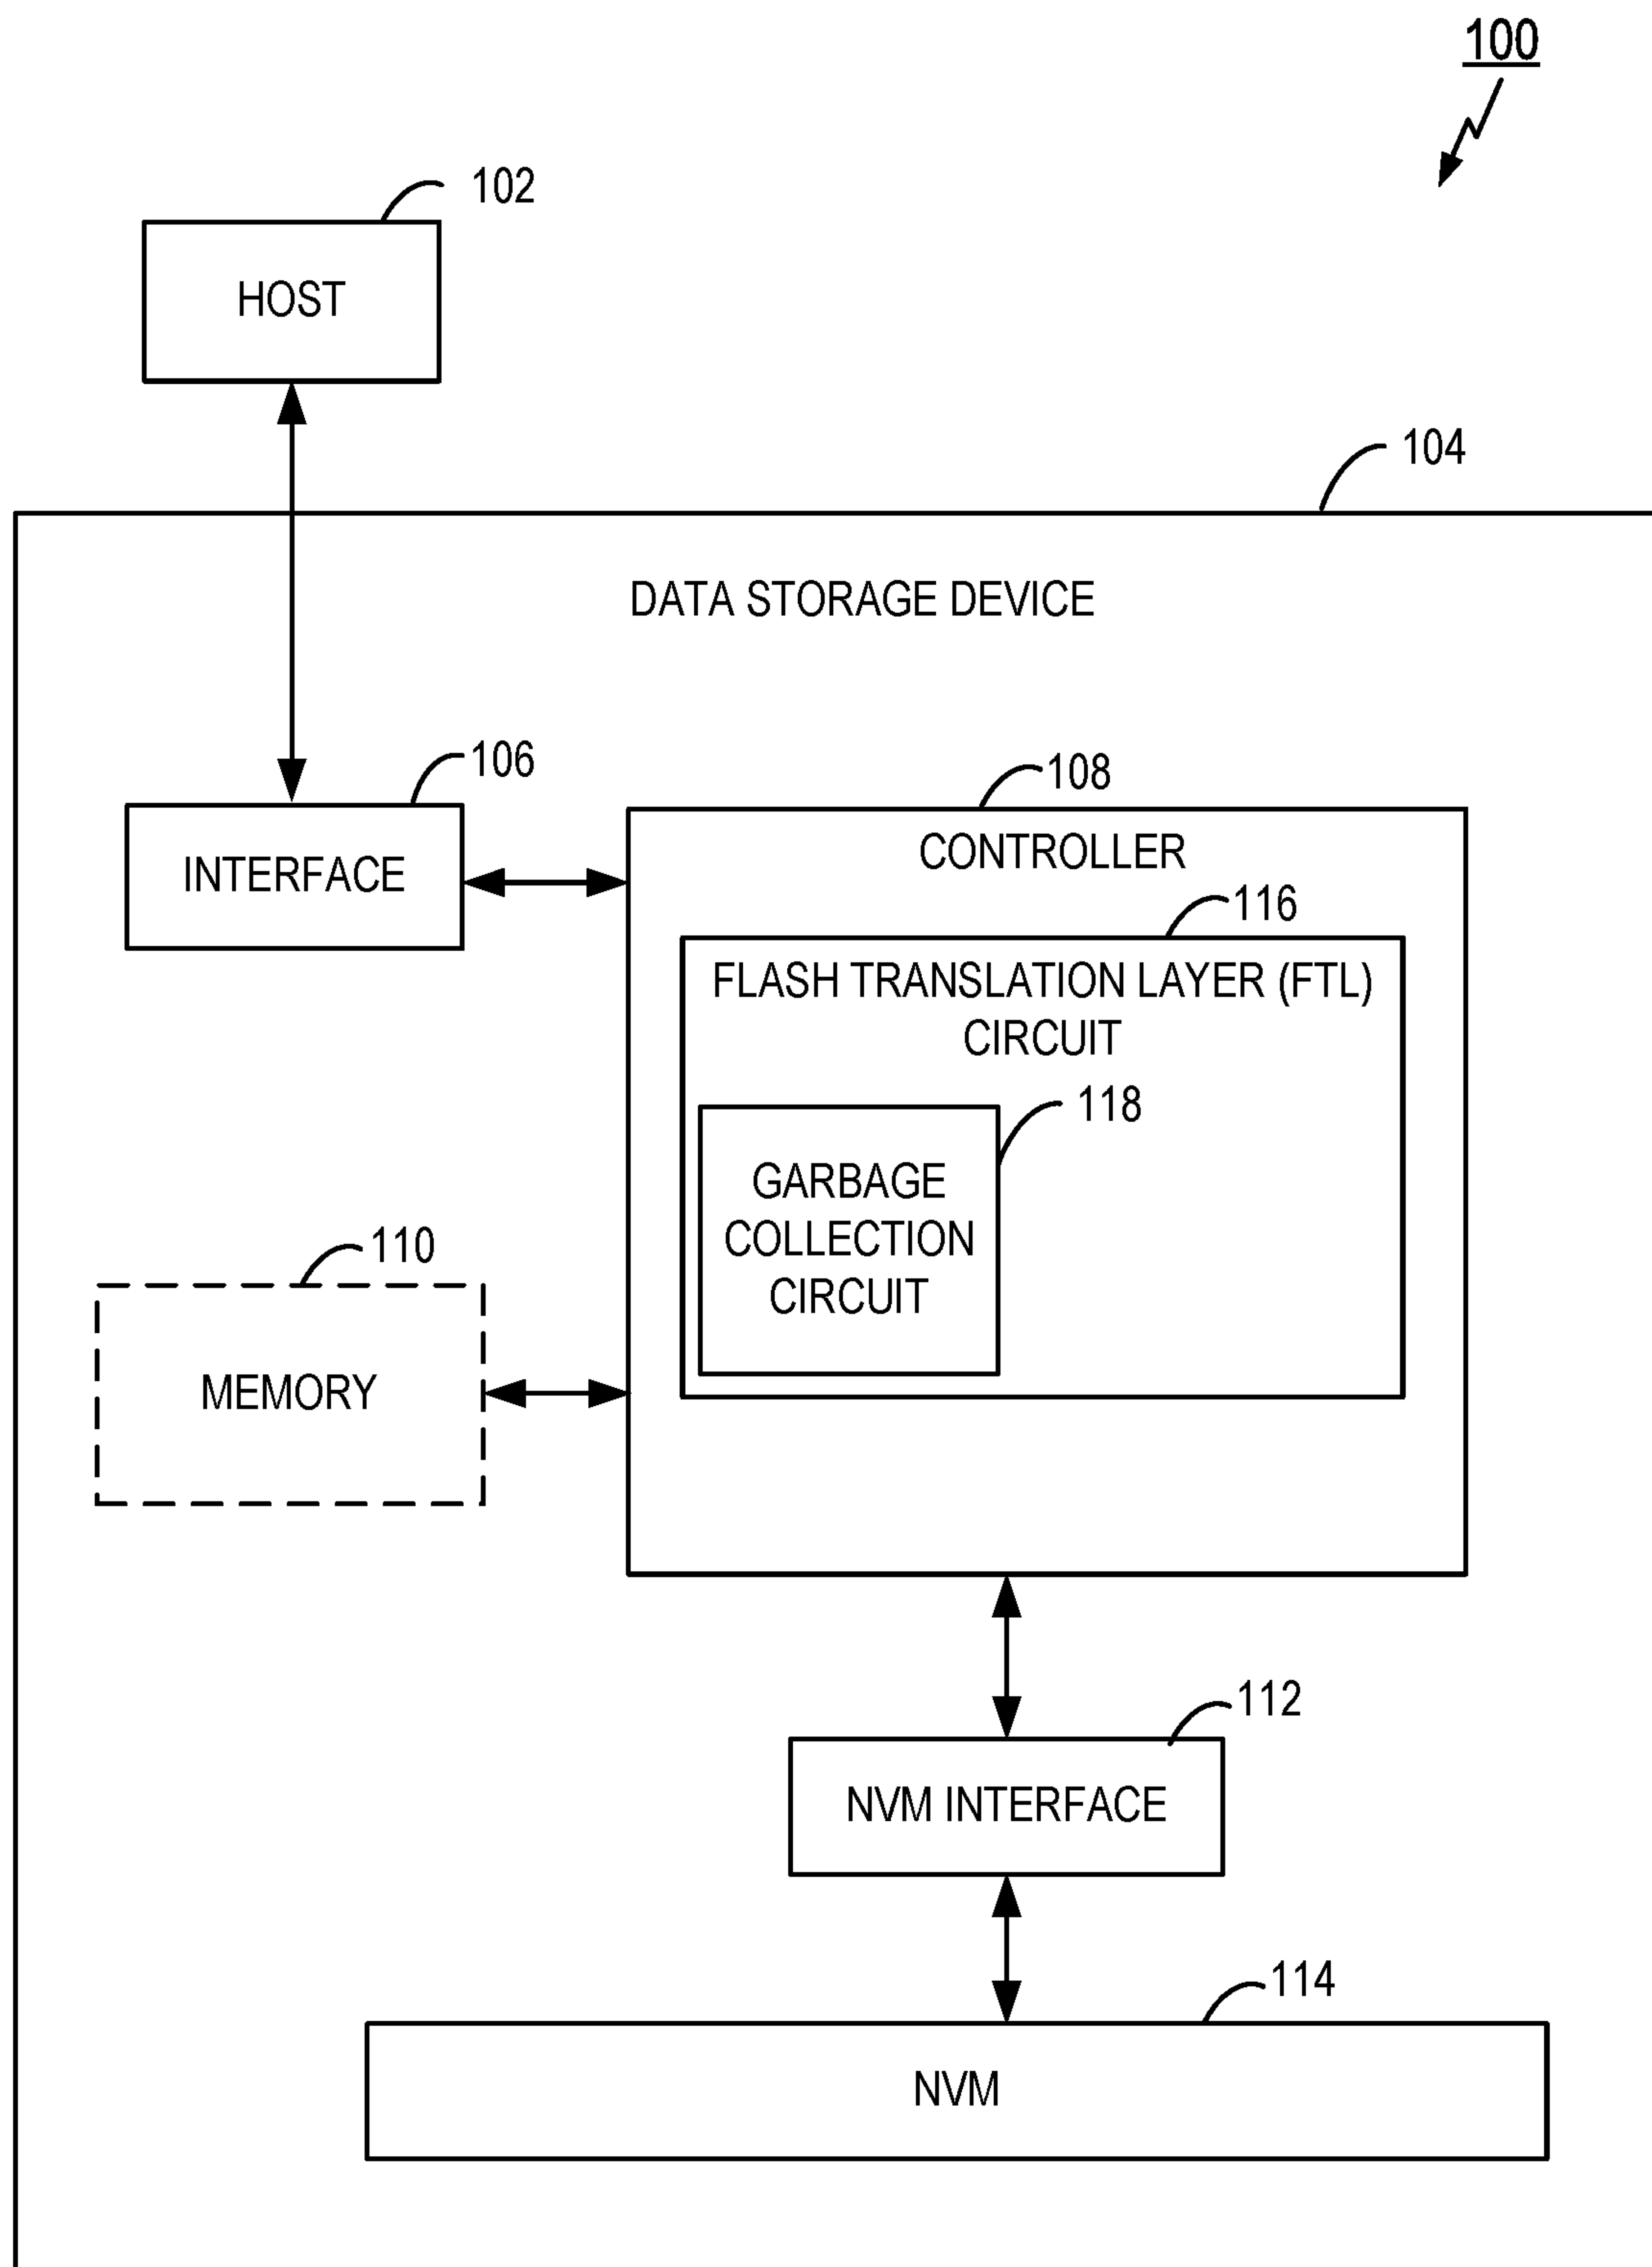 100
102
HOST
104
DATA STORAGE DEVICE
106
INTERFACE
108
CONTROLLER
116
FLASH TRANSLATION LAYER (FTL)
CIRCUIT
118
GARBAGE
COLLECTION
CIRCUIT
110
MEMORY
112
NVM INTERFACE
114
NVM